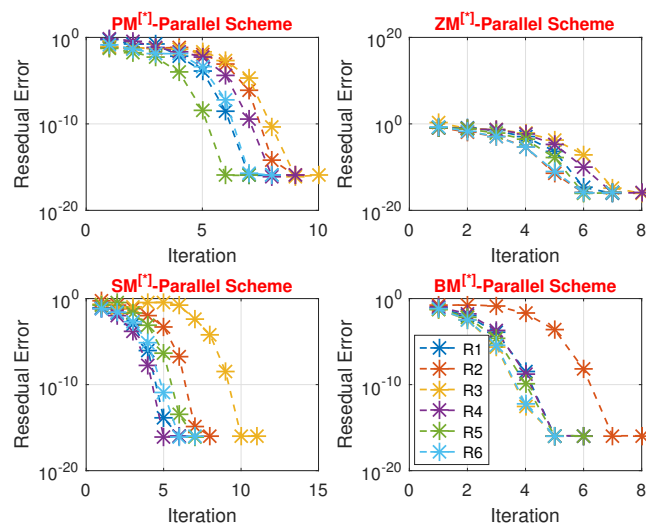 PM[*]-Parallel Scheme
ZM[*]-Parallel Scheme
Resedual Error
10^0
10^-10
10^-20
0 5 10
Iteration
Resedual Error
10^20
10^0
10^-20
2 4 6 8
Iteration
SM[*]-Parallel Scheme
BM[*]-Parallel Scheme
Resedual Error
10^0
10^-10
10^-20
0 5 10 15
Iteration
Resedual Error
10^0
10^-10
10^-20
R1
R2
R3
R4
R5
R6
2 4 6 8
Iteration